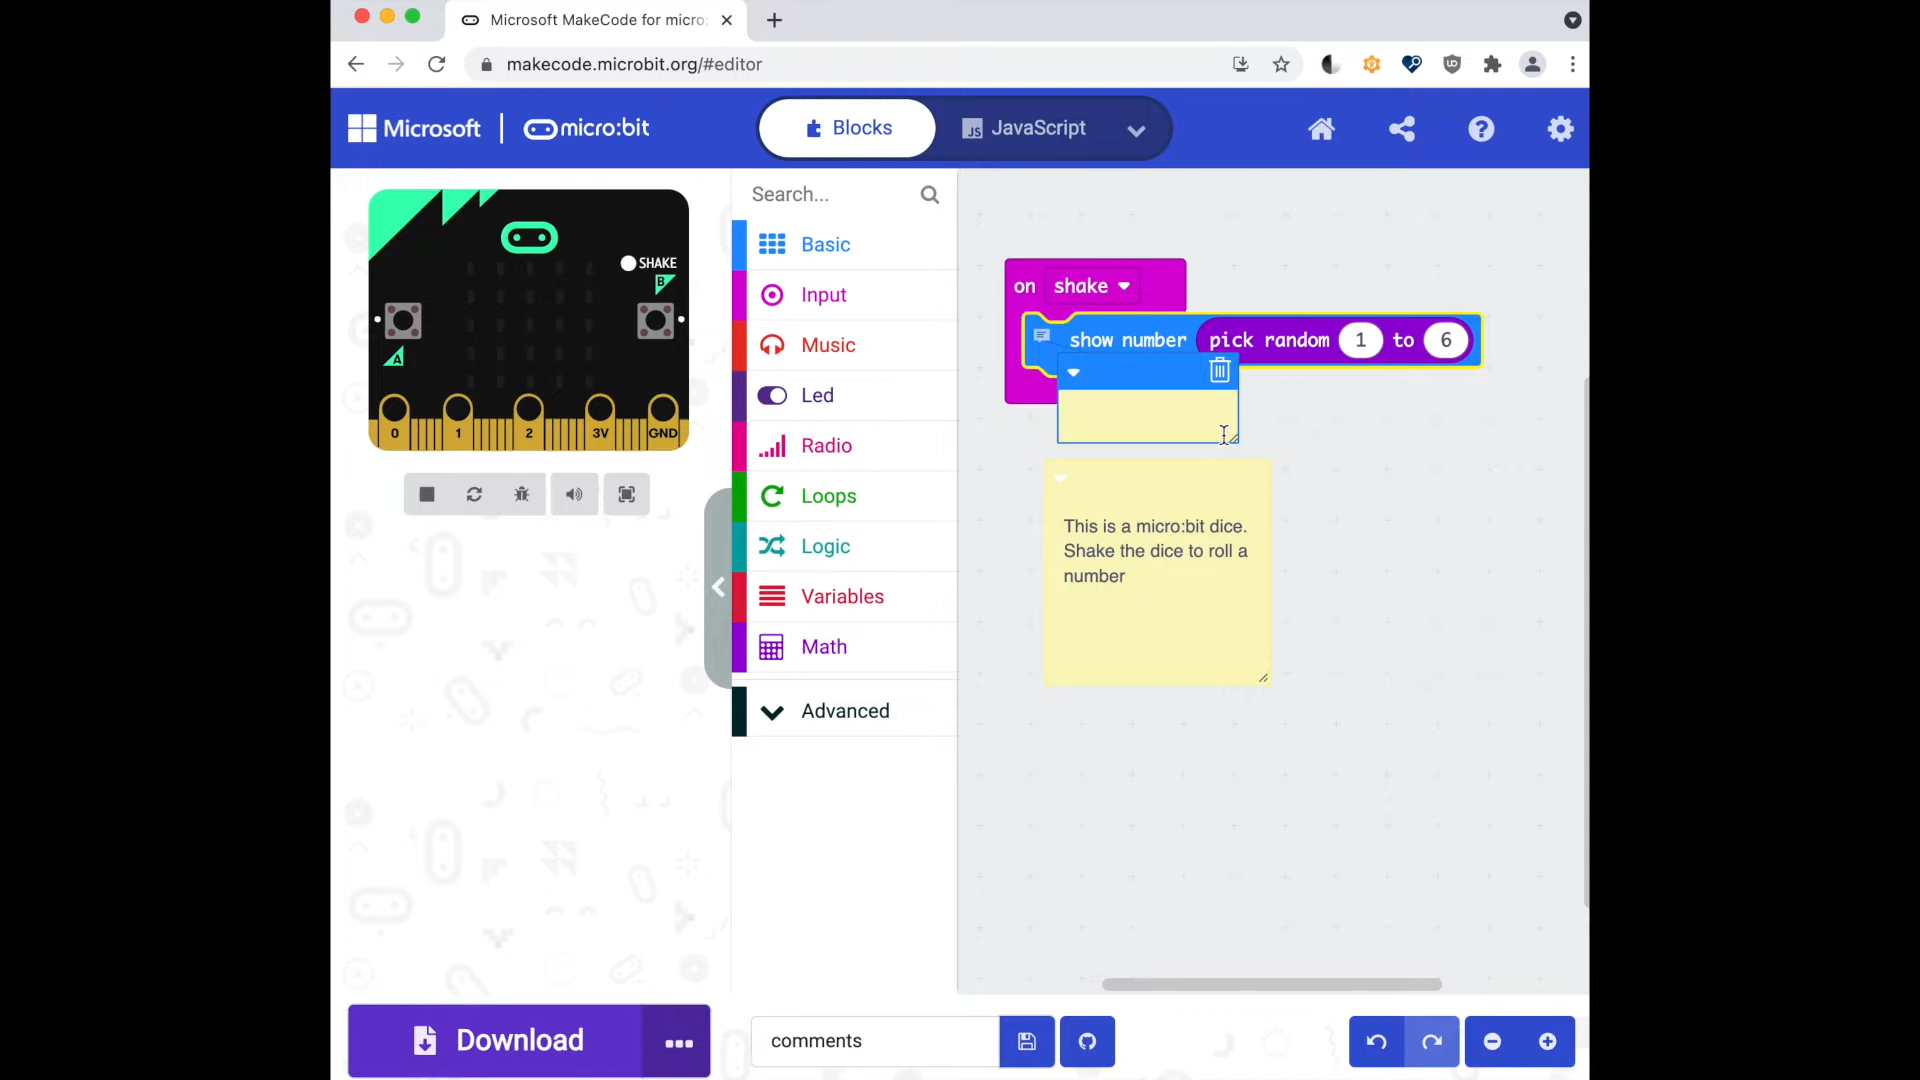 Microsoft MakeCode for micro:
makecode.microbit.org/#editor
Microsoft
micro:bit
Blocks
JS
JavaScript
Search...
Basic
Input
Music
Led
Radio
Loops
Logic
Variables
Math
Advanced
SHAKE
B
A
0
1
2
3V
GND
on shake
show number pick random 1 to 6
This is a micro:bit dice.
Shake the dice to roll a
number
Download
comments